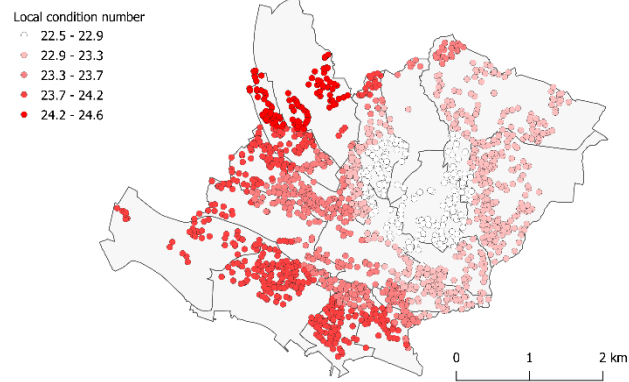 Local condition number
22.5 - 22.9
22.9 - 23.3
23.3 - 23.7
23.7 - 24.2
24.2 - 24.6
0 1 2 km